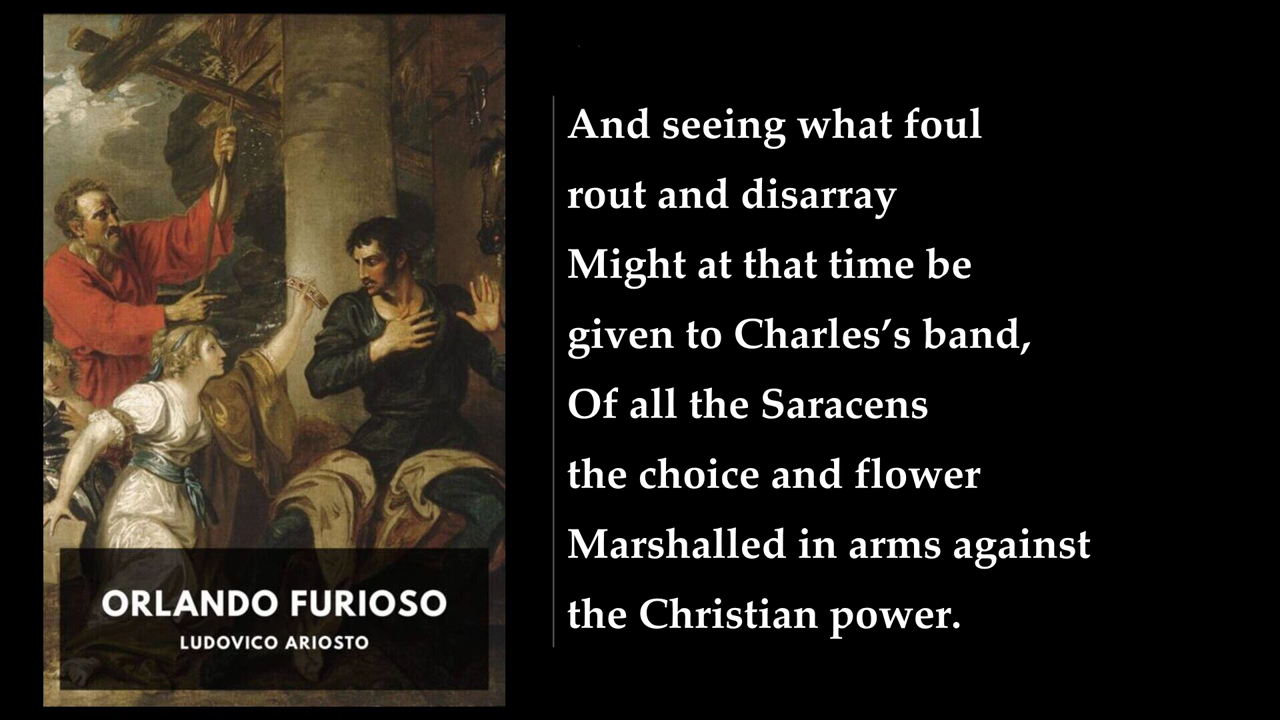 ORLANDO FURIOSO
LUDOVICO ARIOSTO
And seeing what foul
rout and disarray
Might at that time be
given to Charles’s band,
Of all the Saracens
the choice and flower
Marshalled in arms against
the Christian power.